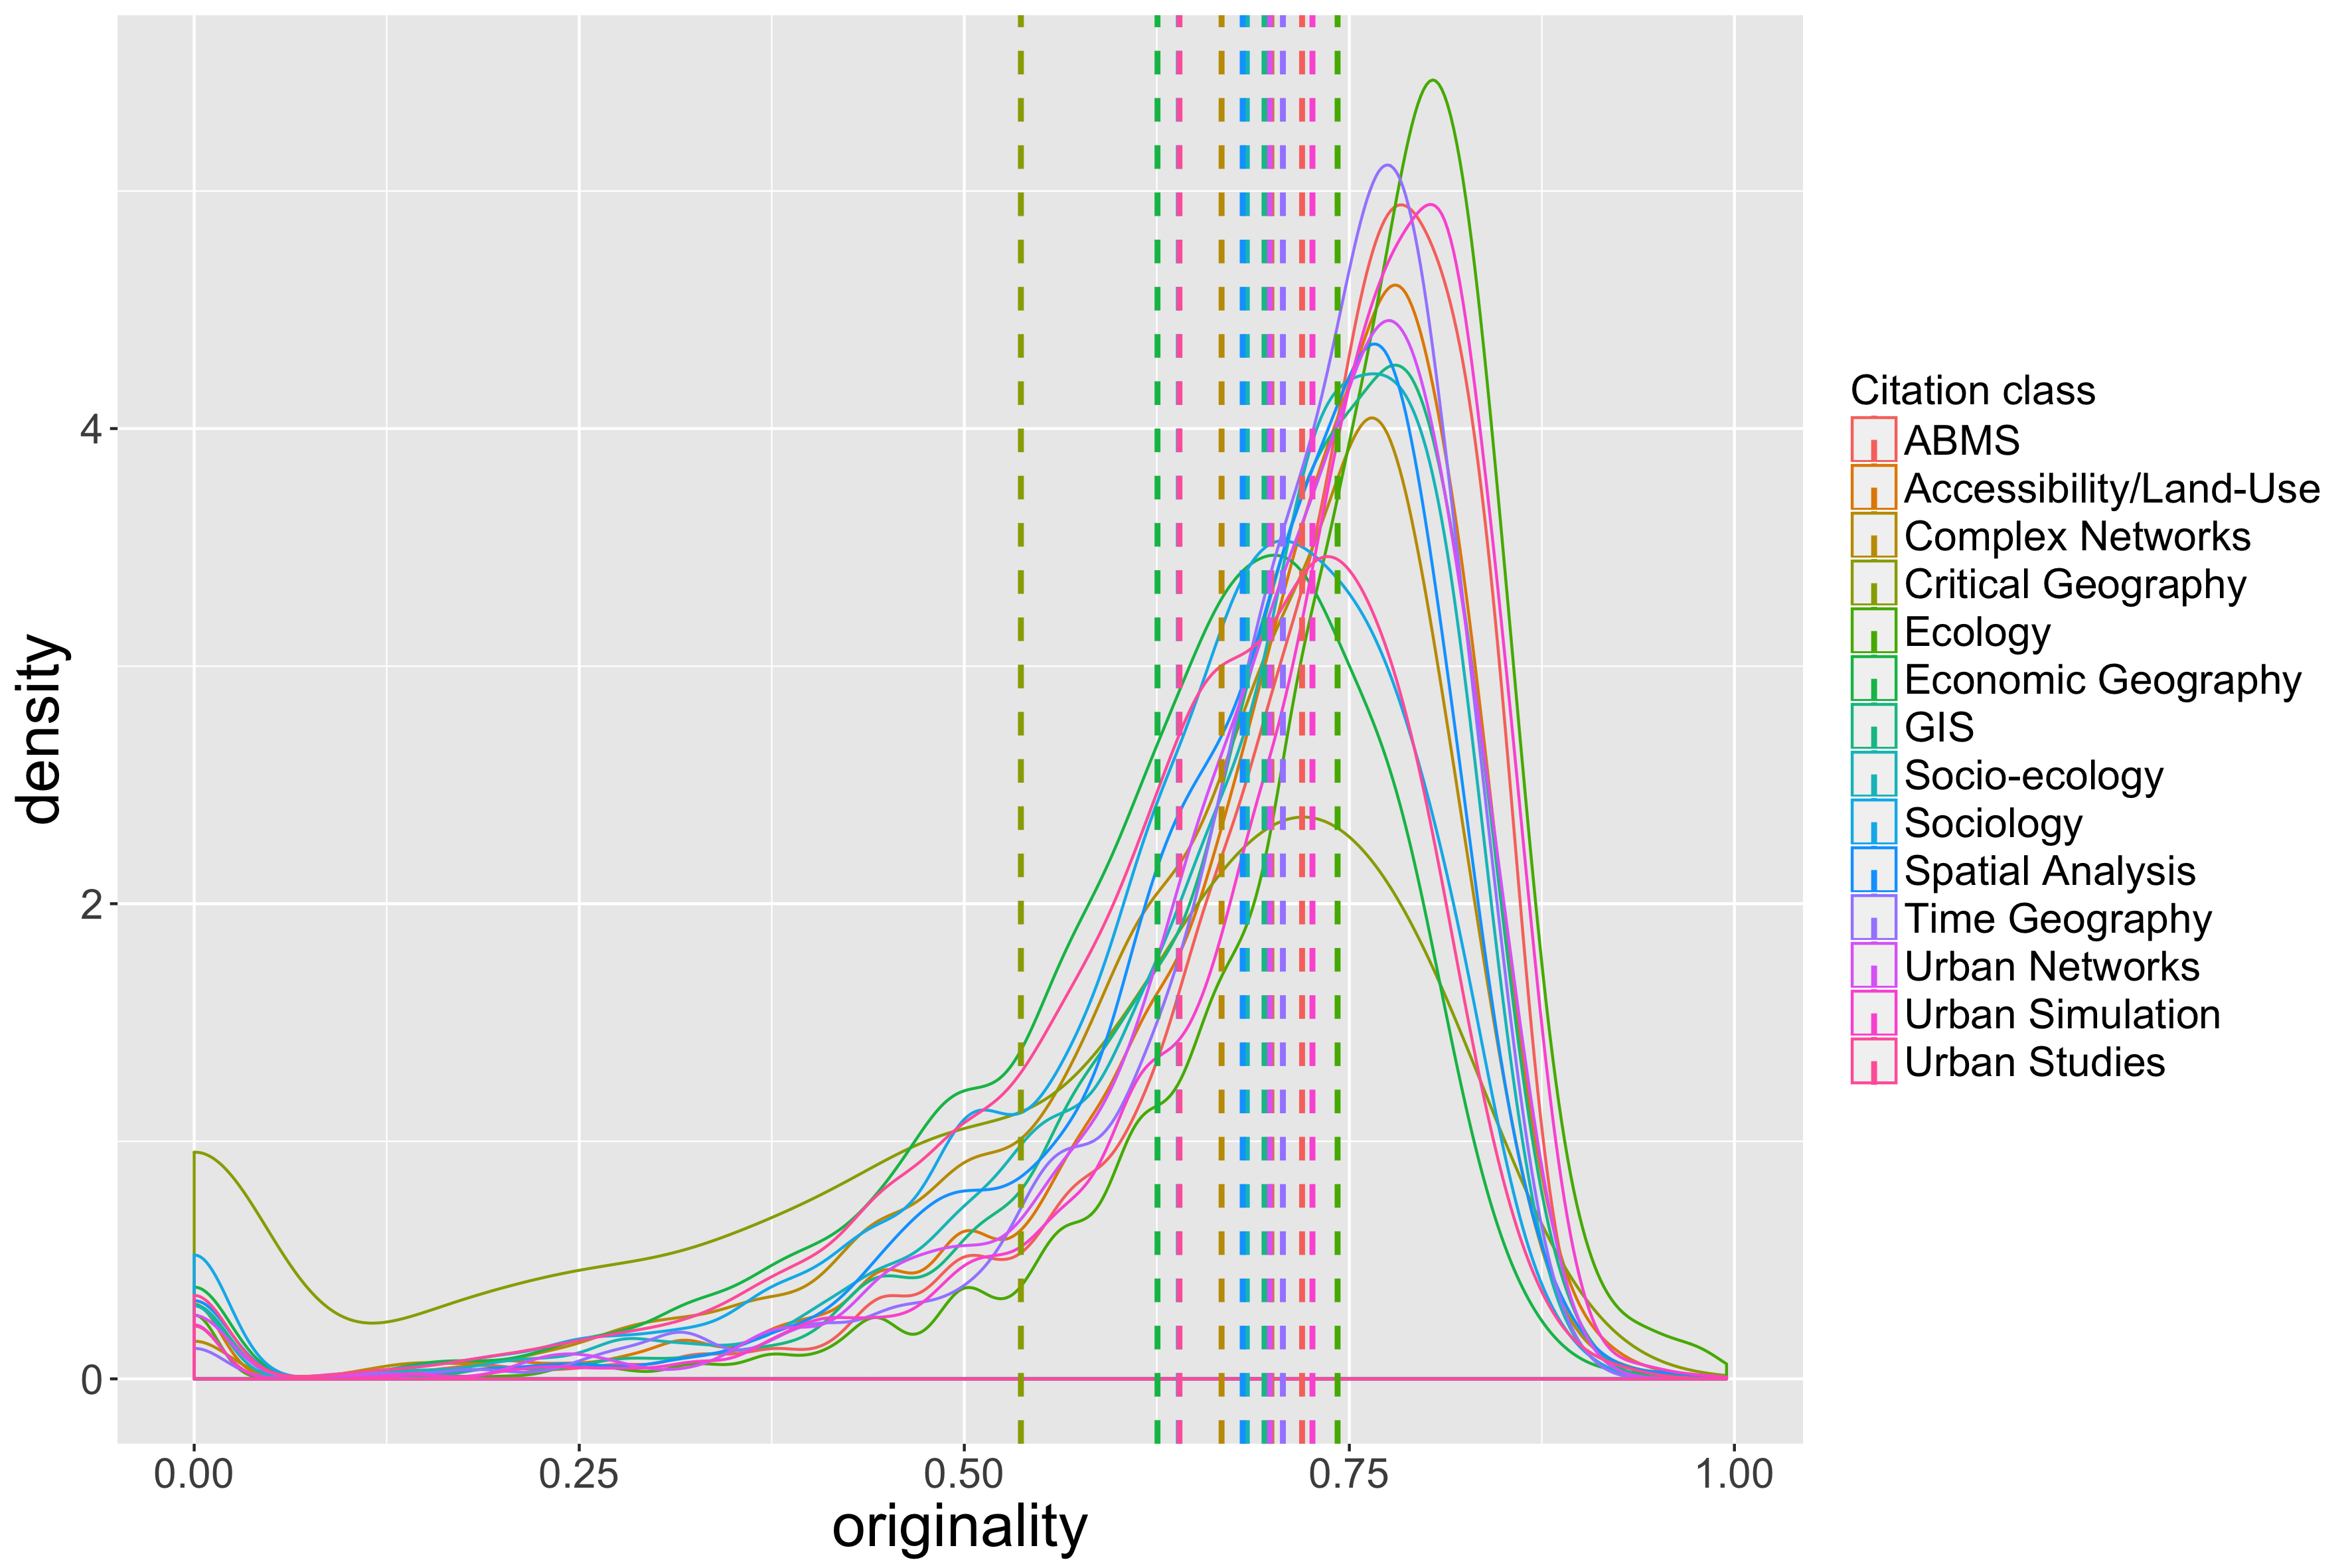 density
4
2
0
0.00
0.25
0.50
0.75
1.00
originality
Citation class
ABMS
Accessibility/Land-Use
Complex Networks
Critical Geography
Ecology
Economic Geography
GIS
Socio-ecology
Sociology
Spatial Analysis
Time Geography
Urban Networks
Urban Simulation
Urban Studies